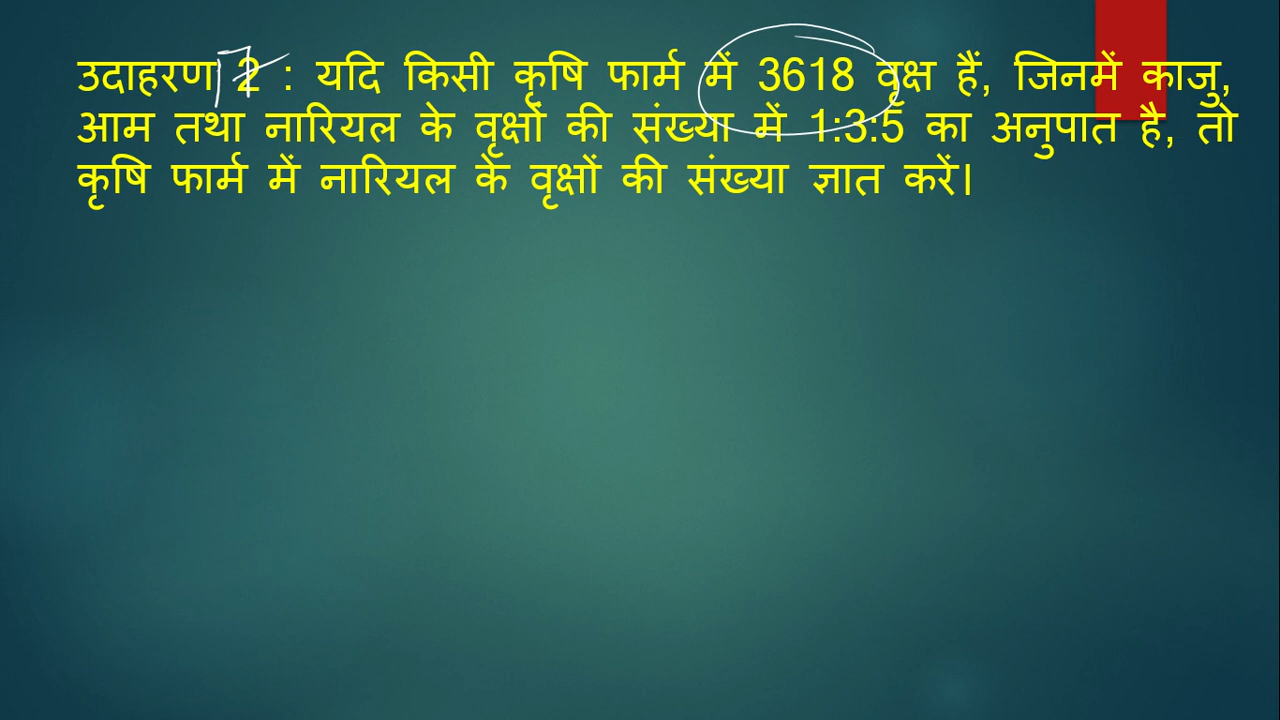 उदाहरण 2 : यदि किसी कृषि फार्म में 3618 वृक्ष हैं, जिनमें काजु,
आम तथा नारियल के वृक्षों की संख्या में 1:3:5 का अनुपात है, तो
कृषि फार्म में नारियल के वृक्षों की संख्या ज्ञात करें।